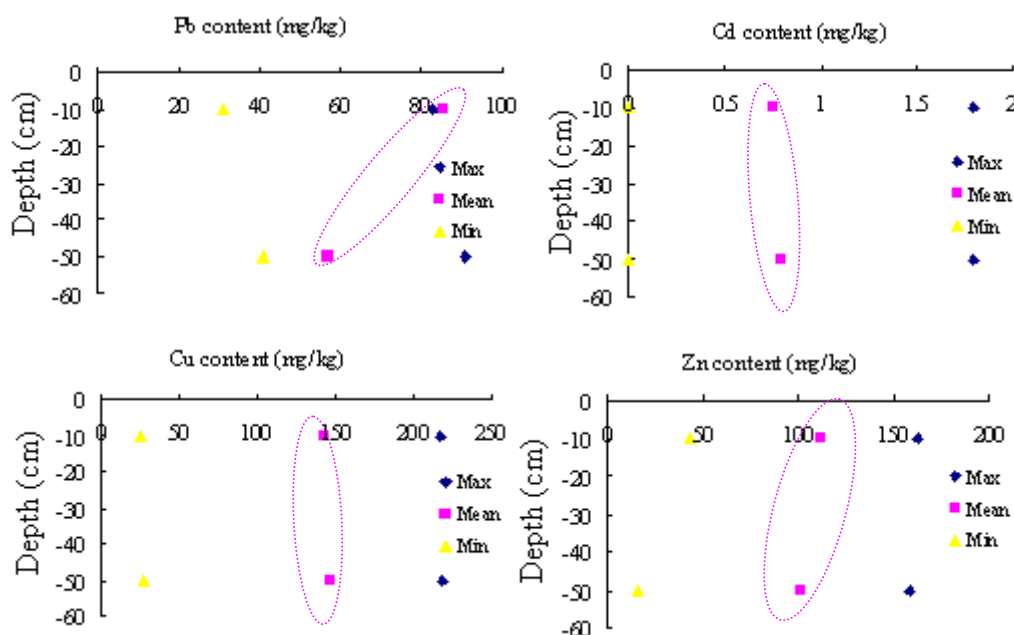 Pb content (mg/kg)
0
0 20 40 60 80 100
-10
-20
-30
-40
-50
-60
Depth (cm)
Max
Mean
Min
Cd content (mg/kg)
0
0 0.5 1 1.5 2
-10
-20
-30
-40
-50
-60
Depth (cm)
Max
Mean
Min
Cu content (mg/kg)
0
0 50 100 150 200 250
-10
-20
-30
-40
-50
-60
Depth (cm)
Max
Mean
Min
Zn content (mg/kg)
0
0 50 100 150 200
-10
-20
-30
-40
-50
-60
Depth (cm)
Max
Mean
Min